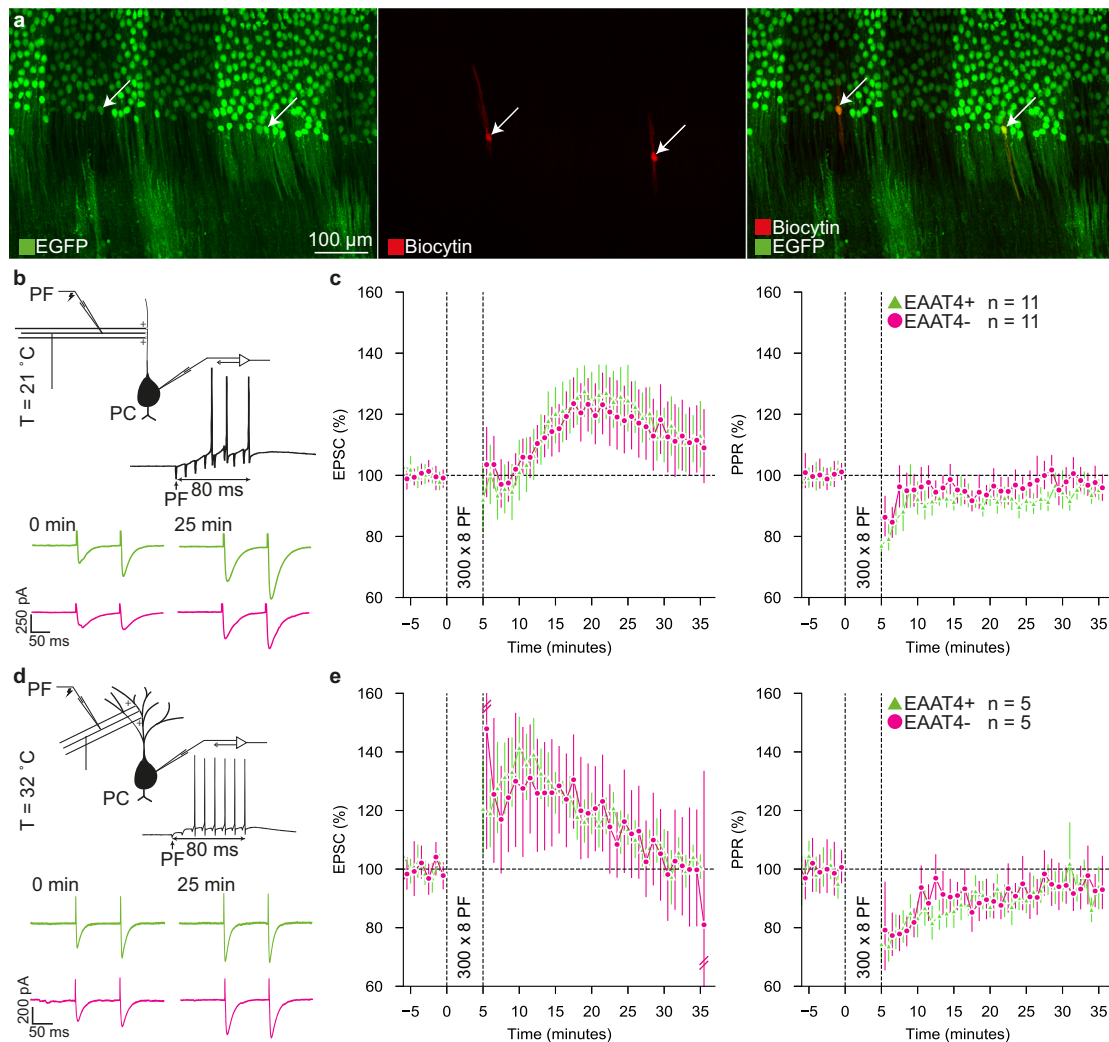 a
EGFP
100 µm
Biocytin
Biocytin
EGFP
b
PF
+
+
T = 21 ˚C
PC
PF
80 ms
0 min
25 min
250 pA
50 ms
c
160
140
120
100
80
60
EPSC (%)
300 x 8 PF
−5 0 5 10 15 20 25 30 35
Time (minutes)
160
140
120
100
80
60
PPR (%)
300 x 8 PF
EAAT4+ n = 11
EAAT4- n = 11
−5 0 5 10 15 20 25 30 35
Time (minutes)
d
PF
+
+
T = 32 ˚C
PC
PF
80 ms
0 min
25 min
200 pA
50 ms
e
160
140
120
100
80
60
EPSC (%)
300 x 8 PF
−5 0 5 10 15 20 25 30 35
Time (minutes)
160
140
120
100
80
60
PPR (%)
300 x 8 PF
EAAT4+ n = 5
EAAT4- n = 5
−5 0 5 10 15 20 25 30 35
Time (minutes)